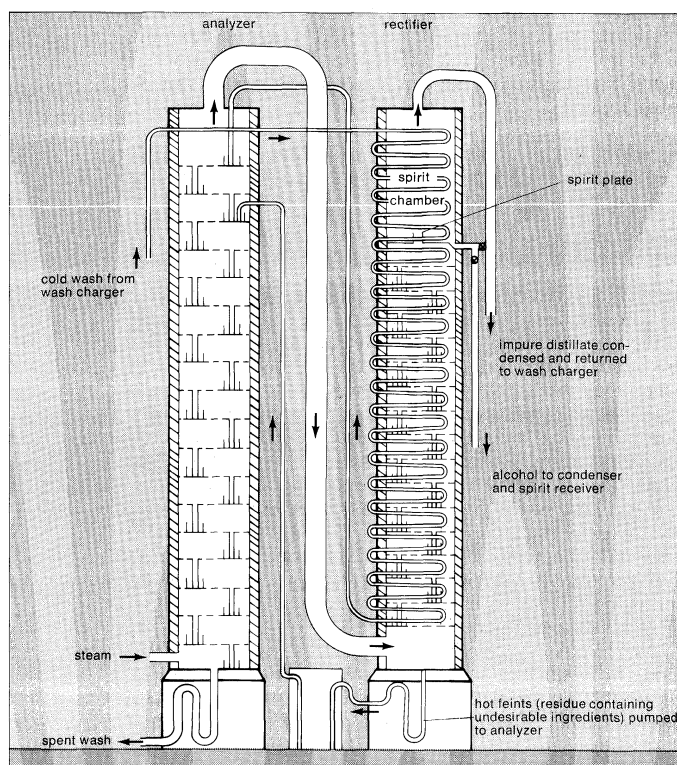 analyzer
rectifier
spirit
chamber
spirit plate
cold wash from
wash charger
impure distillate con-
densed and returned
to wash charger
alcohol to condenser
and spirit receiver
steam
hot feints (residue containing
undesirable ingredients) pumped
to analyzer
spent wash